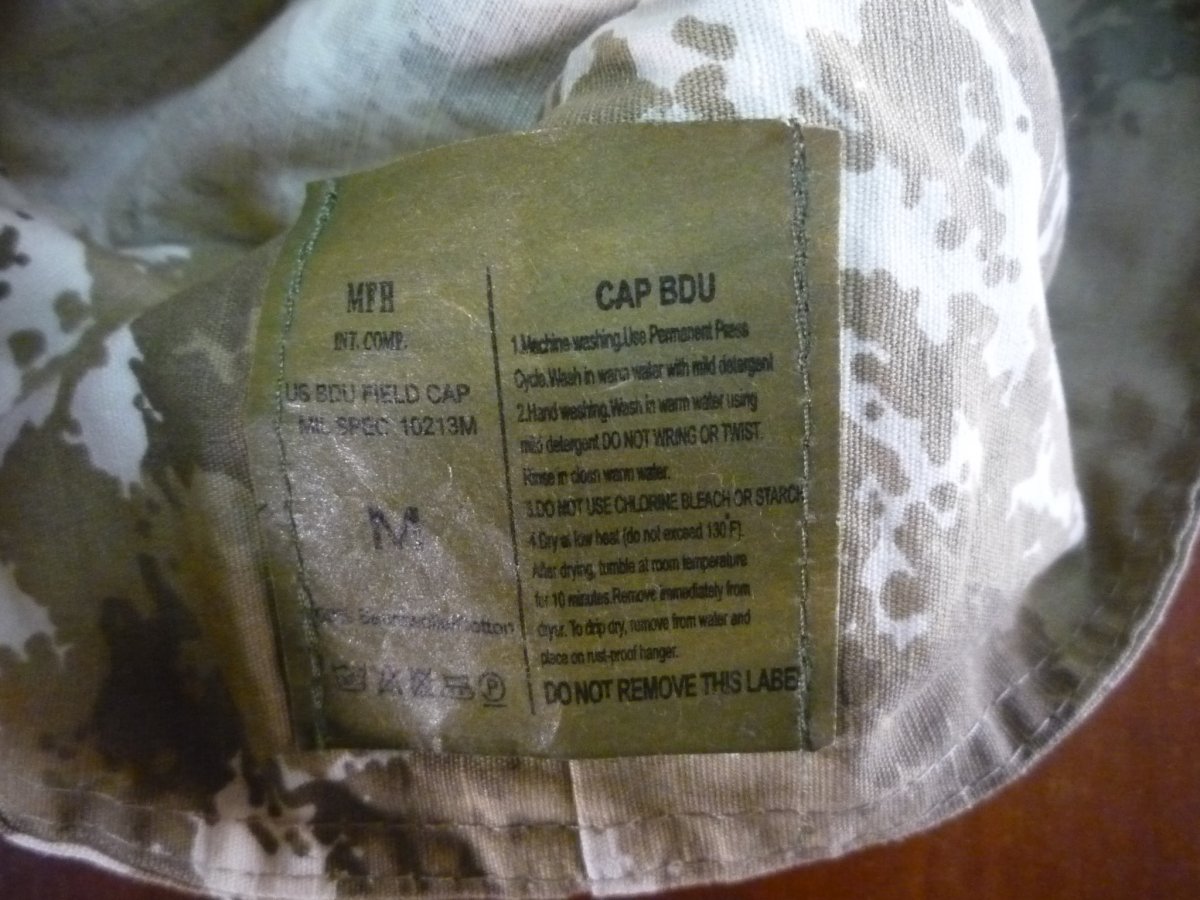 MFH
INT. COMP.
US BDU FIELD CAP
MIL SPEC 10213M
M
Baumwolle/cotton
P
CAP BDU
1.Machine washing.Use Permanent Press
Cycle.Wash in warm water with mild detergent
2.Hand washing.Wash in warm water using
mild detergent.DO NOT WRING OR TWIST.
Rinse in clean warm water.
3.DO NOT USE CHLORINE BLEACH OR STARCH
4.Dry at low heat (do not exceed 130 F).
After drying, tumble at room temperature
for 10 minutes.Remove immediately from
dryer. To drip dry, remove from water and
place on rust-proof hanger.
DO NOT REMOVE THIS LABE